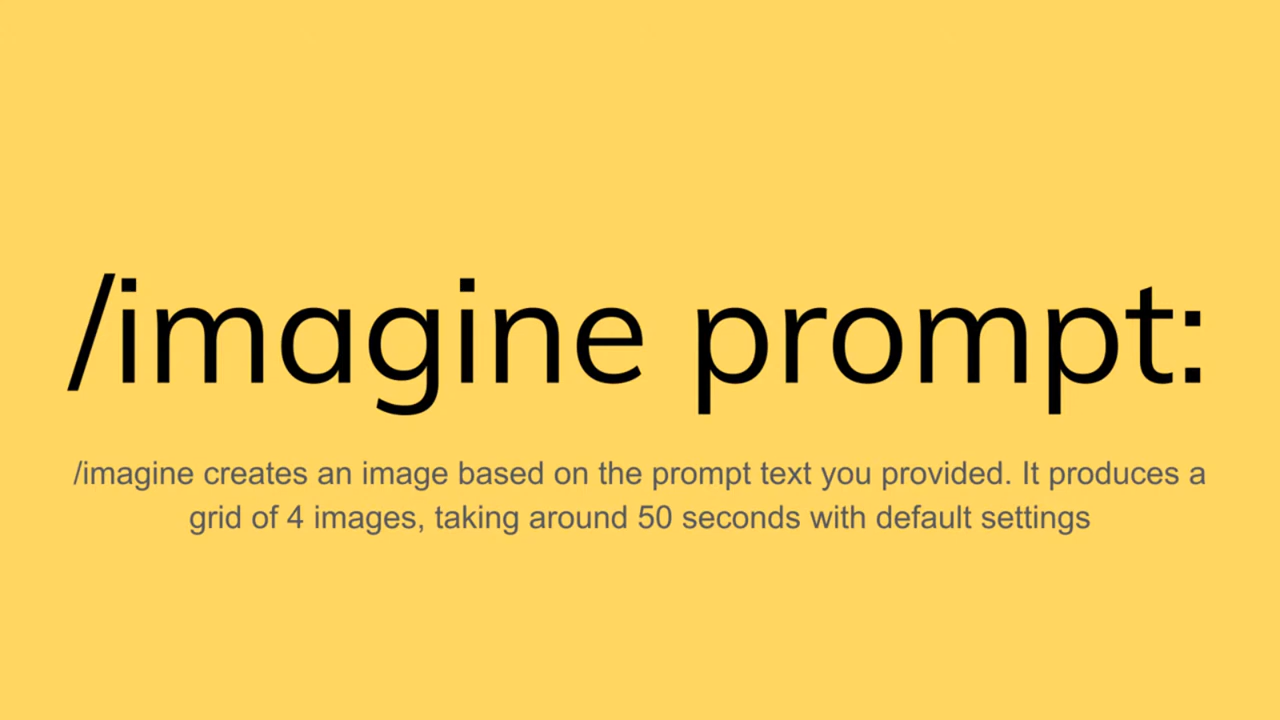 /imagine prompt:
/imagine creates an image based on the prompt text you provided. It produces a
grid of 4 images, taking around 50 seconds with default settings